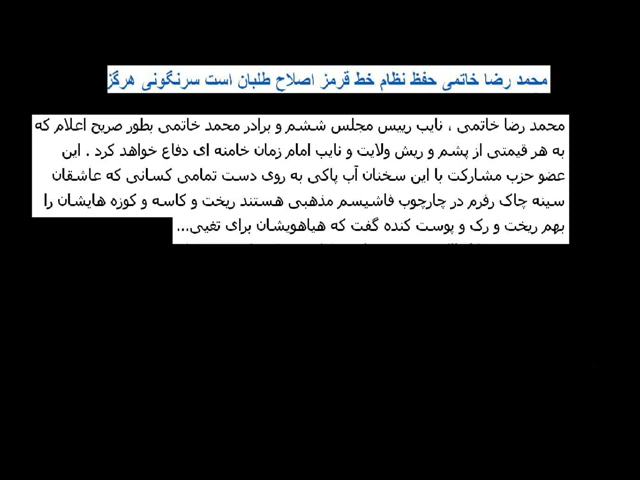 محمد رضا خاتمی حفظ نظام خط قرمز اصلاح طلبان است سرنگونی هرگز
محمد رضا خاتمی ، نایب رییس مجلس ششم و برادر محمد خاتمی بطور صریح اعلام که
به هر قیمتی از پشم و ریش ولایت و نایب امام زمان خامنه ای دفاع خواهد کرد . این
عضو حزب مشارکت با این سخنان آب پاکی به روی دست تمامی کسانی که عاشقان
سینه چاک رفرم در چارچوب فاشیسم مذهبی هستند ریخت و کاسه و کوزه هایشان را
بهم ریخت و رک و پوست کنده گفت که هیاهویشان برای تغیی...